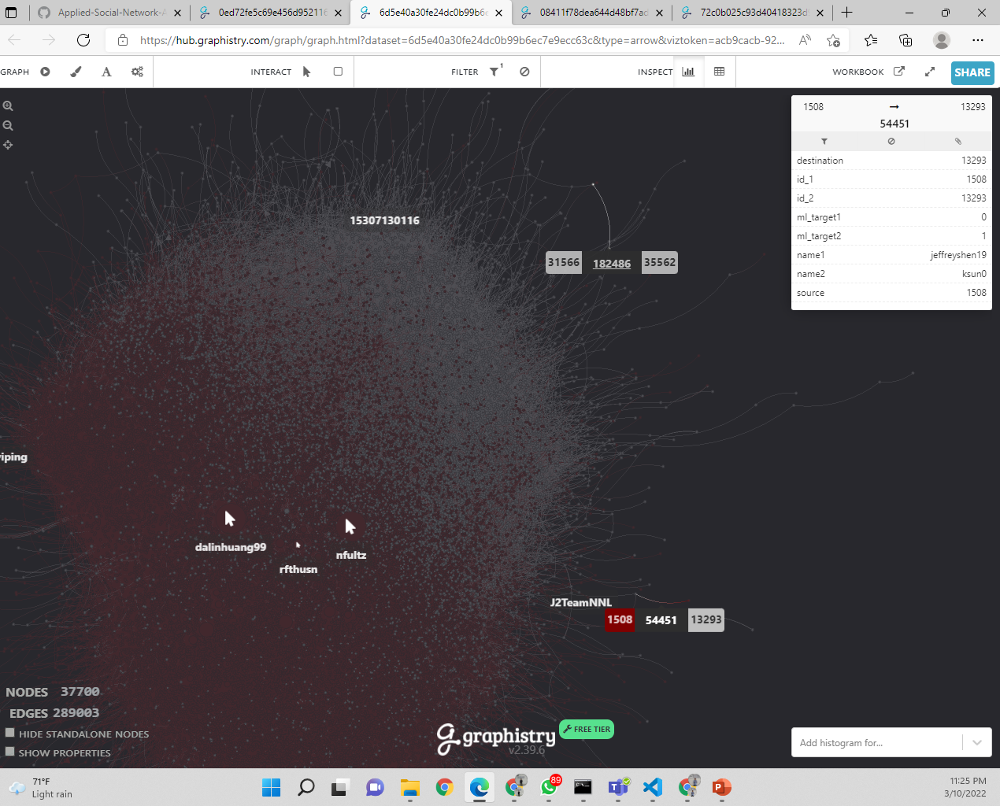 Applied-Social-Network-A
0ed72fe5c69e456d952116
6d5e40a30fe24dc0b99b6e
08411f78dea644d48bf7ad
72c0b025c93d40418323d
https://hub.graphistry.com/graph/graph.html?dataset=6d5e40a30fe24dc0b99b6ec7e9ecc63c&type=arrow&viztoken=acb9cacb-92...
GRAPH
INTERACT
FILTER 1
INSPECT
WORKBOOK
SHARE
1508 → 13293
54451
destination 13293
id_1 1508
id_2 13293
ml_target1 0
ml_target2 1
name1 jeffreyshen19
name2 ksun0
source 1508
15307130116
31566 182486 35562
iping
dalinhuang99
rfthusn
nfultz
J2TeamNNL
1508 54451 13293
NODES 37700
EDGES 289003
HIDE STANDALONE NODES
SHOW PROPERTIES
graphistry
v2.39.6
FREE TIER
Add histogram for...
71°F
Light rain
89
11:25 PM
3/10/2022